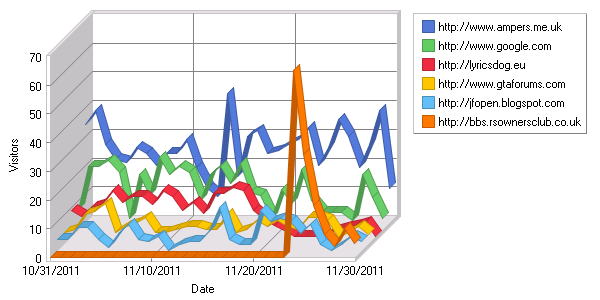 70
60
50
40
30
20
10
0
Visitors
10/31/2011
11/10/2011
11/20/2011
11/30/2011
Date
http://www.ampers.me.uk
http://www.google.com
http://lyricsdog.eu
http://www.gtaforums.com
http://jfopen.blogspot.com
http://bbs.rsownersclub.co.uk